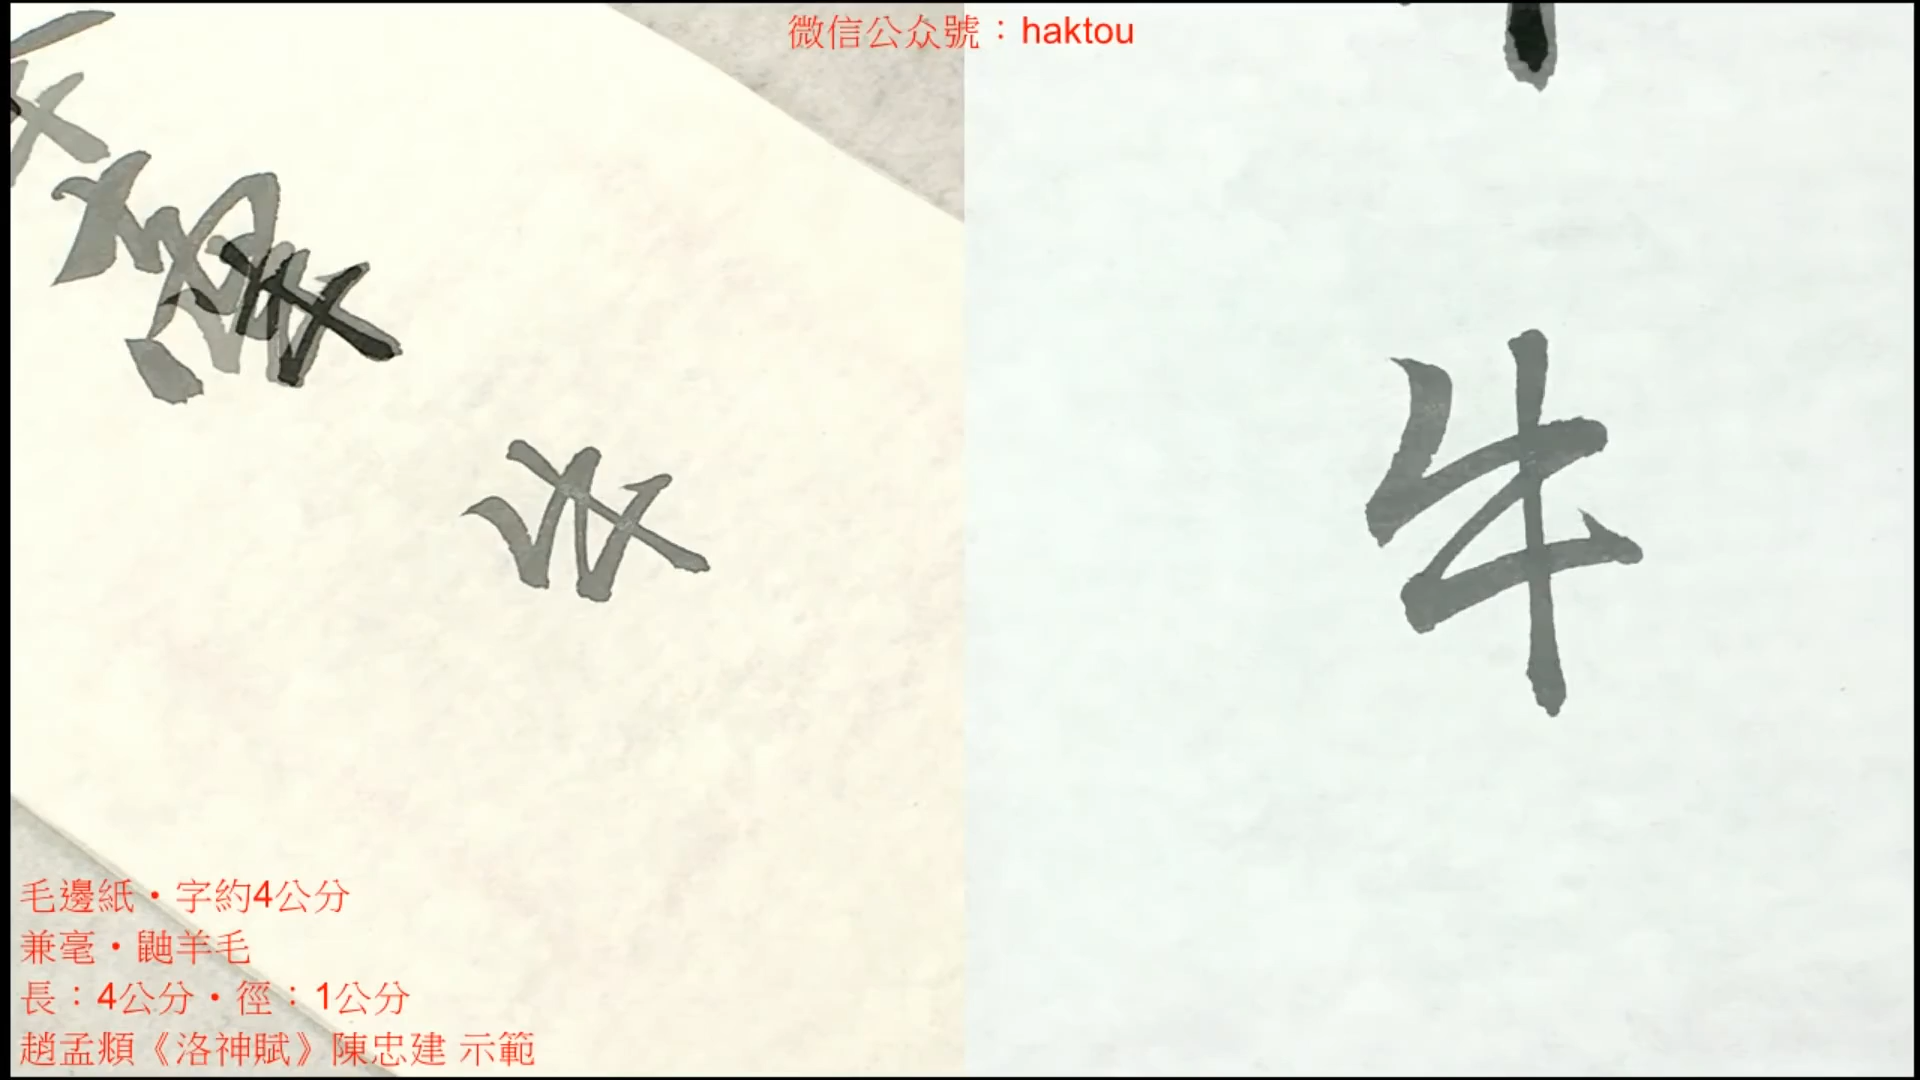 微信公众號：haktou
牛
毛邊紙・字約4公分
兼毫・鼬羊毛
長：4公分・徑：1公分
趙孟頫《洛神賦》陳忠建 示範